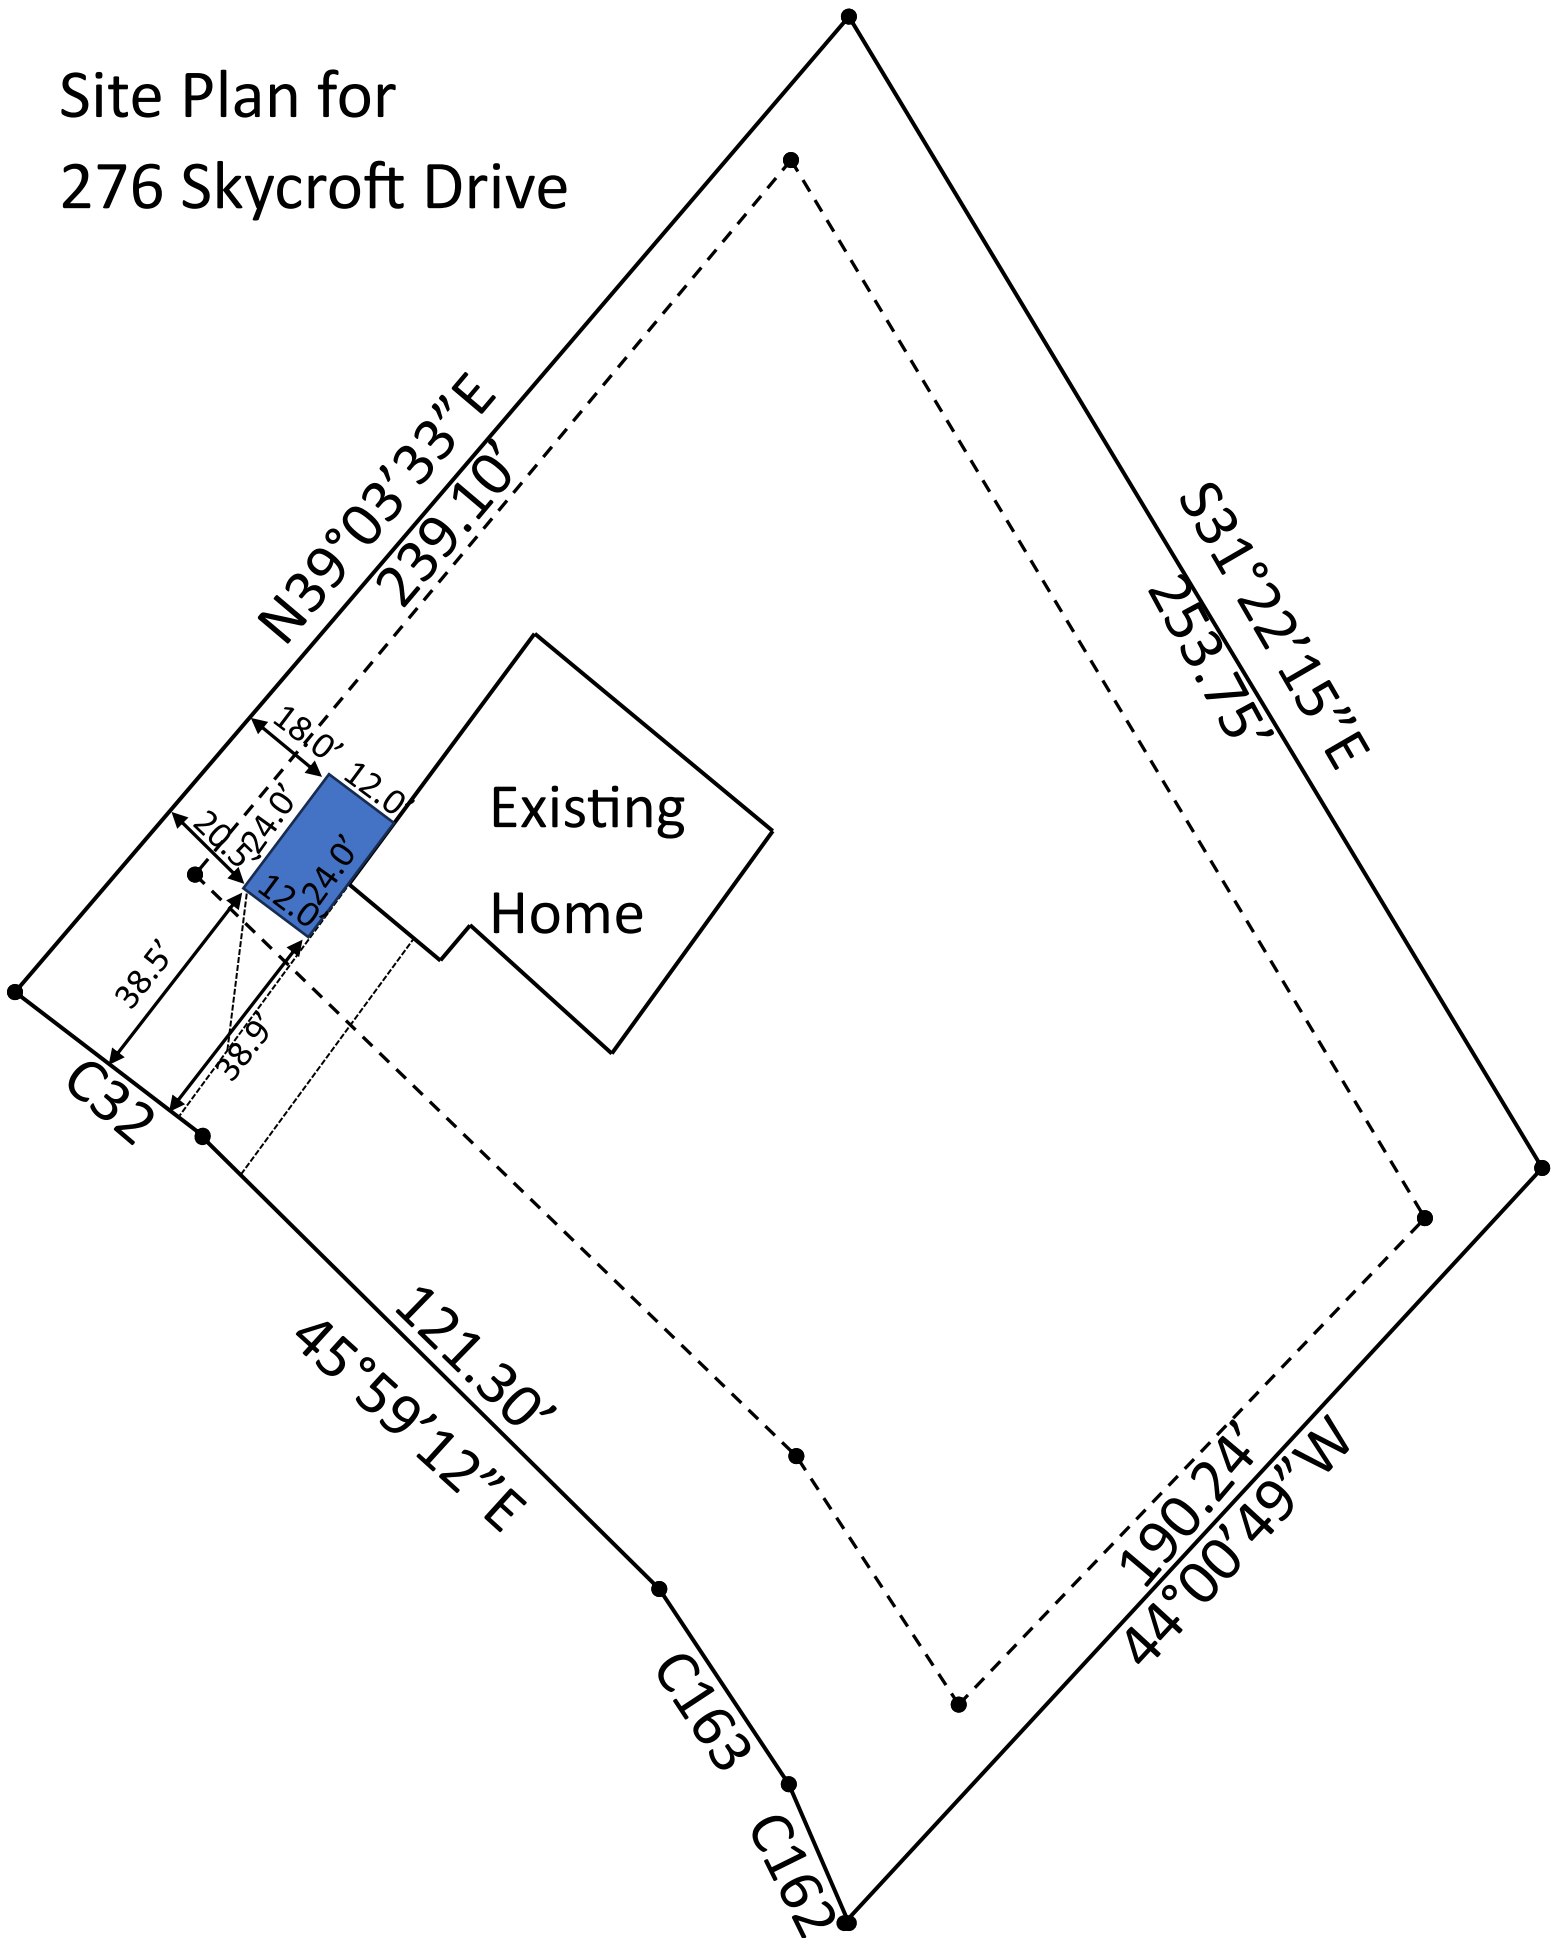 Site Plan for
276 Skycroft Drive
N39°03’33”E
239.10’
S31°22’15”E
253.75’
18.0’
12.0’
20.5’
24.0’
24.0’
12.0’
Existing
Home
38.5’
38.9’
C32
121.30’
45°59’12”E
190.24’
44°00’49”W
C163
C162